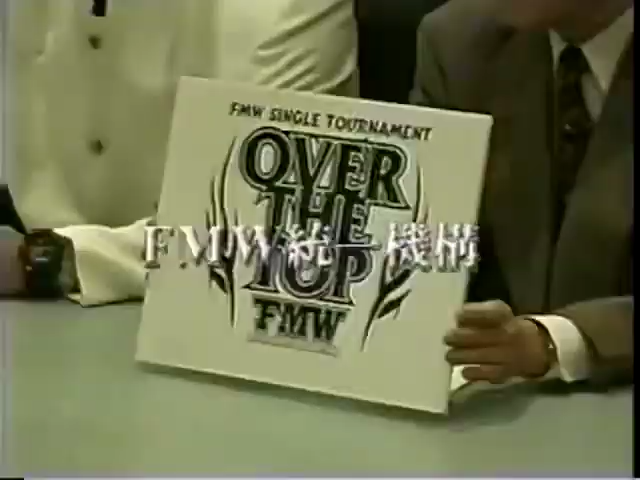 FMW SINGLE TOURNAMENT
OVER
THE
TOP
FMW
FMW統一機構